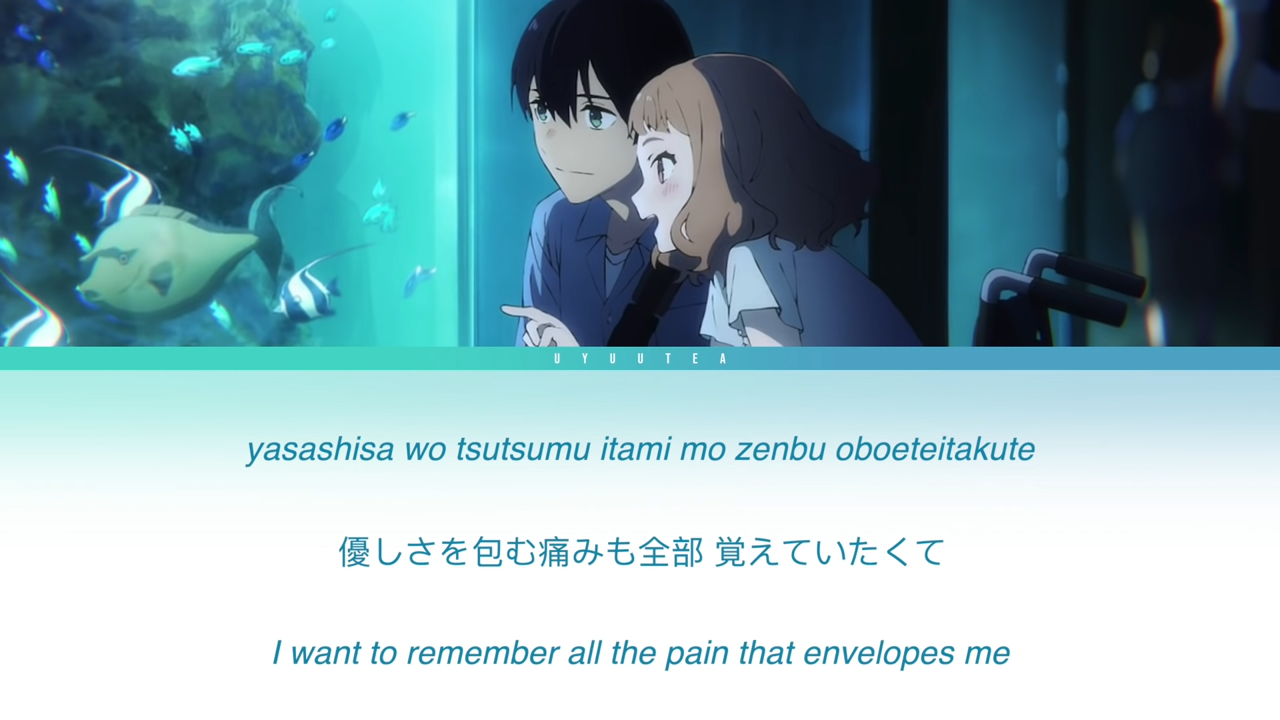 UYUUTEA
yasashisa wo tsutsumu itami mo zenbu oboeteitakute
優しさを包む痛みも全部 覚えていたくて
I want to remember all the pain that envelopes me